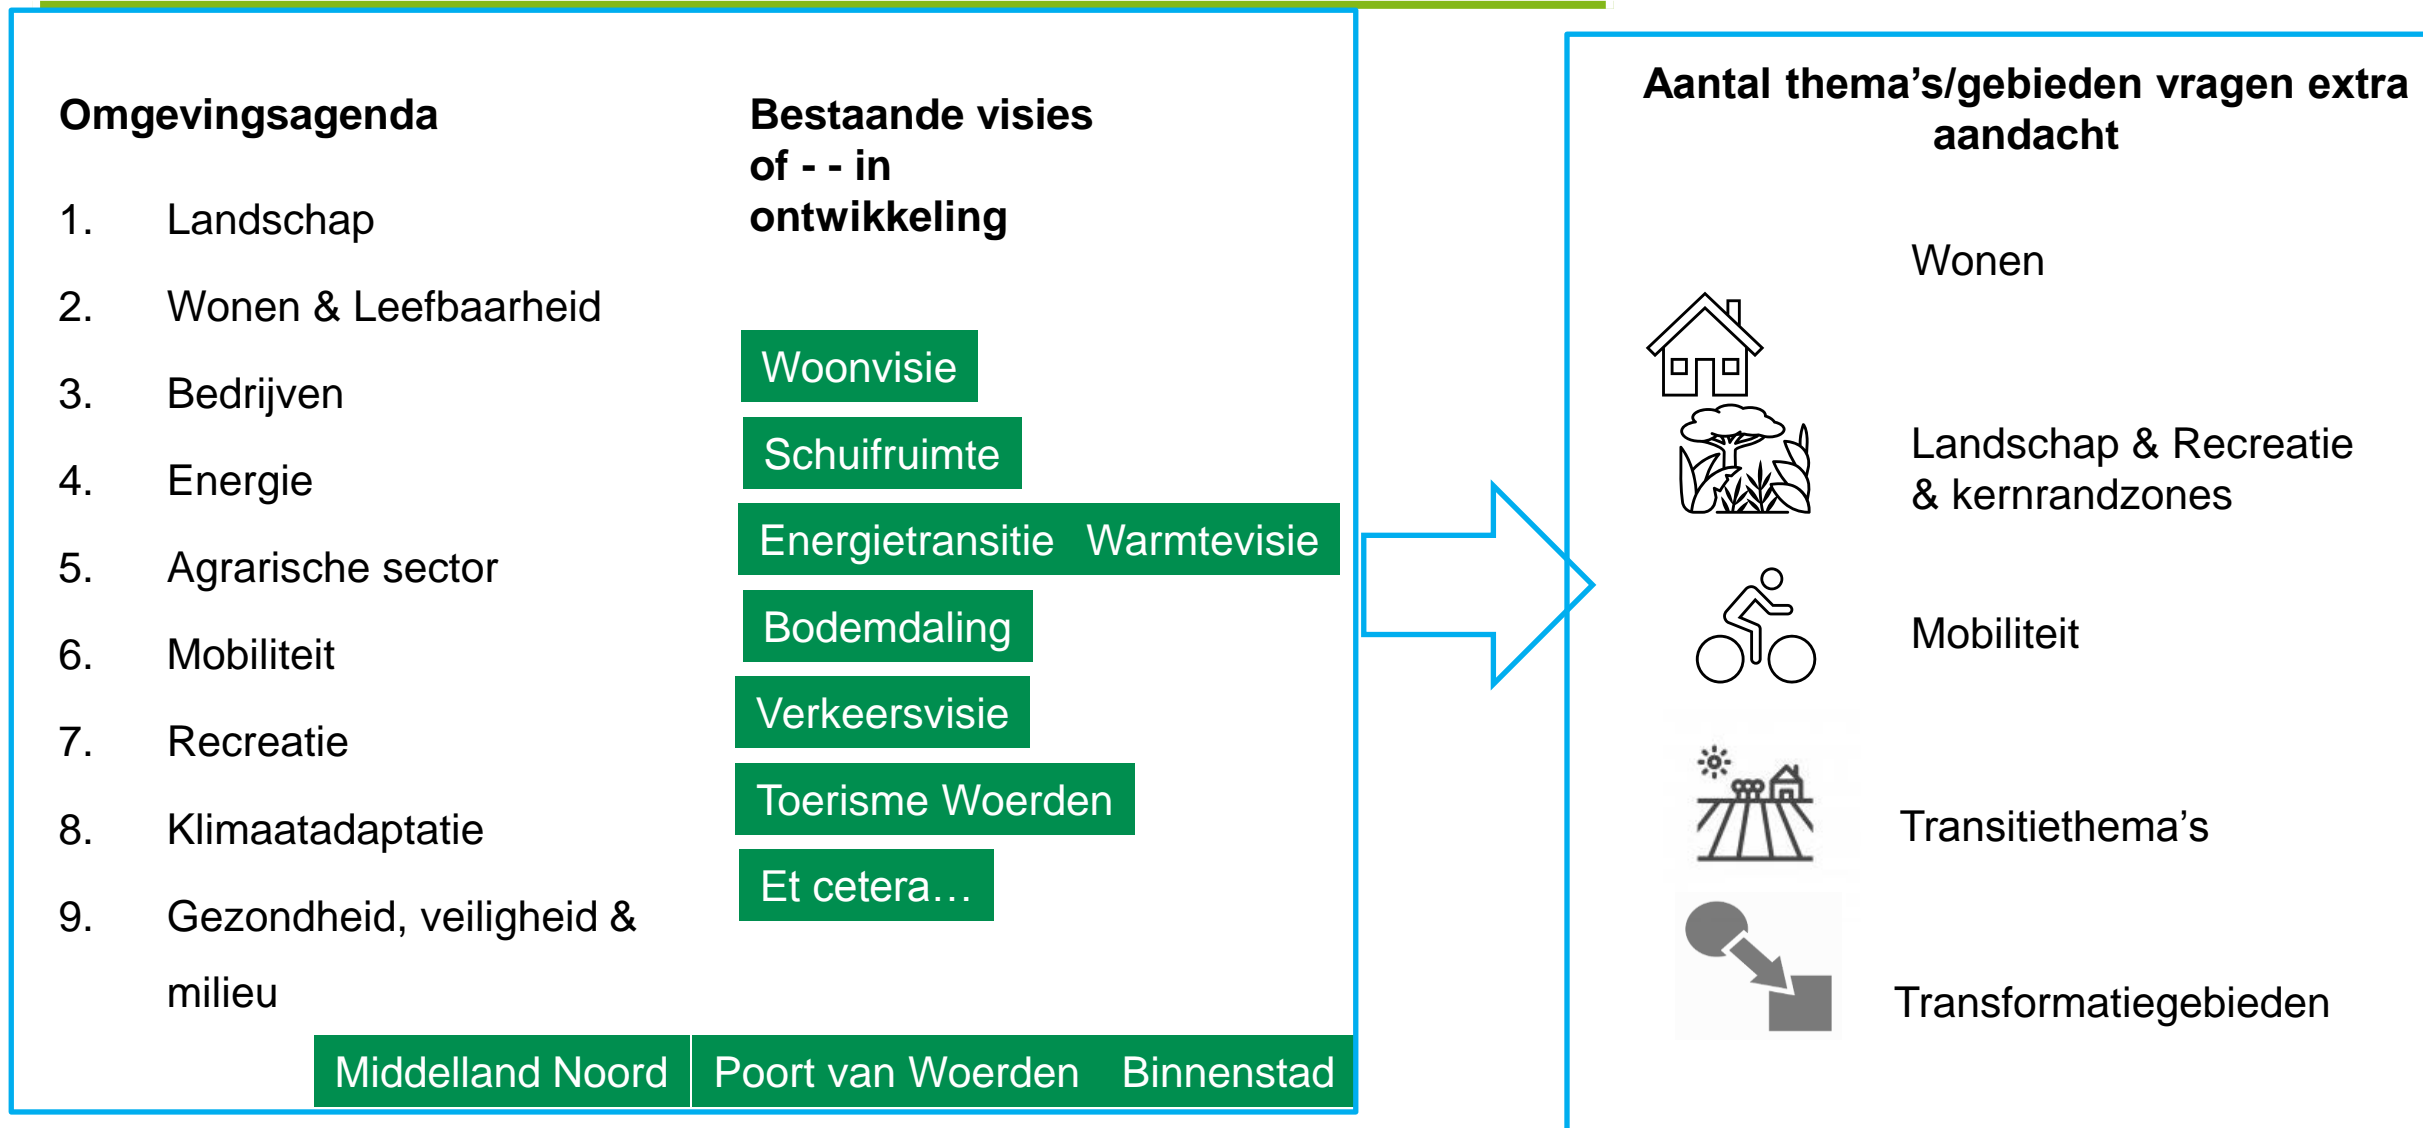 Omgevingsagenda
1. Landschap
2. Wonen & Leefbaarheid
3. Bedrijven
4. Energie
5. Agrarische sector
6. Mobiliteit
7. Recreatie
8. Klimaatadaptatie
9. Gezondheid, veiligheid &
milieu
Bestaande visies
of - - in
ontwikkeling
Woonvisie
Schuifruimte
Energietransitie Warmtevisie
Bodemdaling
Verkeersvisie
Toerisme Woerden
Et cetera…
Middelland Noord Poort van Woerden Binnenstad
Aantal thema’s/gebieden vragen extra
aandacht
Wonen
Landschap & Recreatie
& kernrandzones
Mobiliteit
Transitiethema’s
Transformatiegebieden